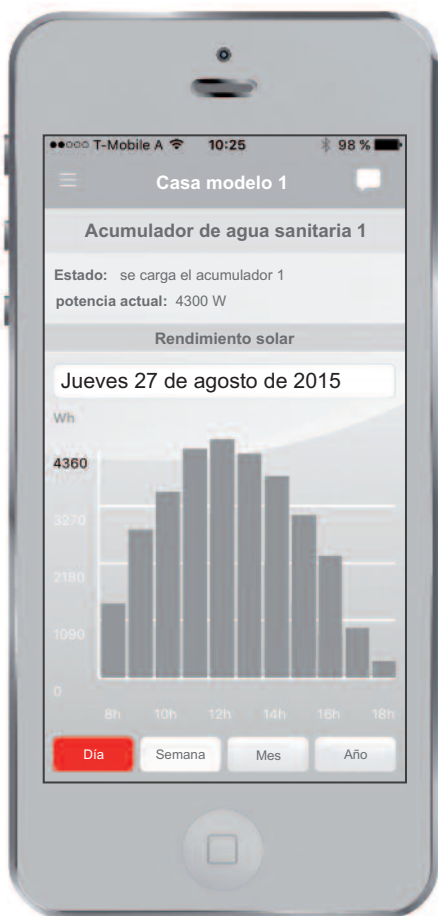 T-Mobile A 10:25 98 %
Casa modelo 1
Acumulador de agua sanitaria 1
Estado: se carga el acumulador 1
potencia actual: 4300 W
Rendimiento solar
Jueves 27 de agosto de 2015
Wh
4360
3270
2180
1090
0
8h 10h 12h 14h 16h 18h
Día Semana Mes Año